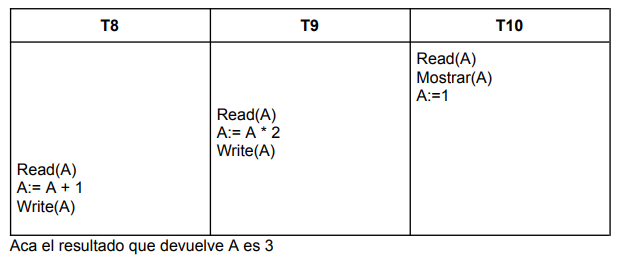 T8 T9 T10
Read(A)
Mostrar(A)
A:=1
Read(A)
A:= A * 2
Write(A)
Read(A)
A:= A + 1
Write(A)
Aca el resultado que devuelve A es 3